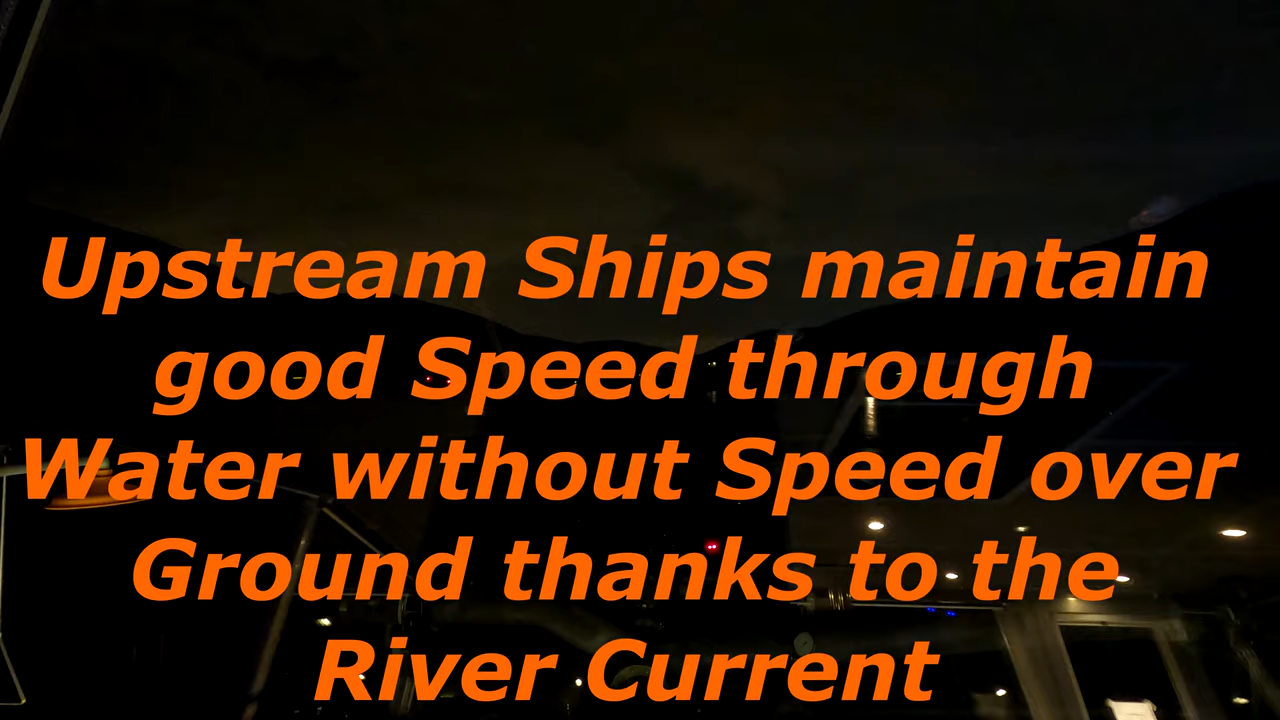 Upstream Ships maintain
good Speed through
Water without Speed over
Ground thanks to the
River Current